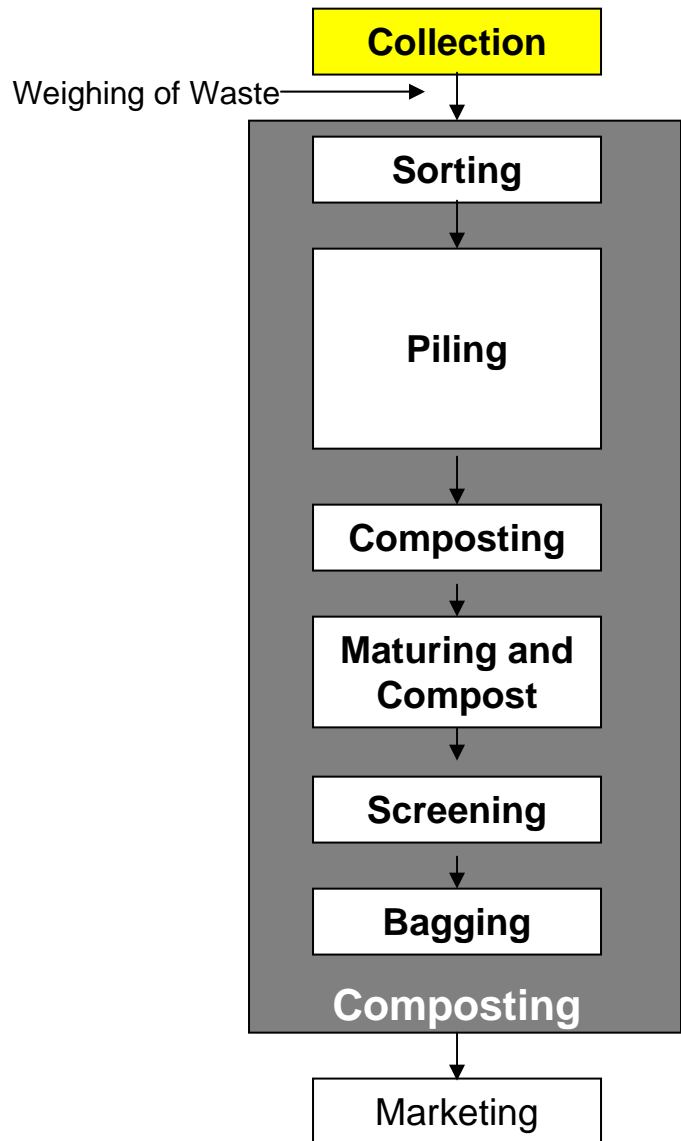 Collection
Weighing of Waste
Sorting
Piling
Composting
Maturing and
Compost
Screening
Bagging
Composting
Marketing